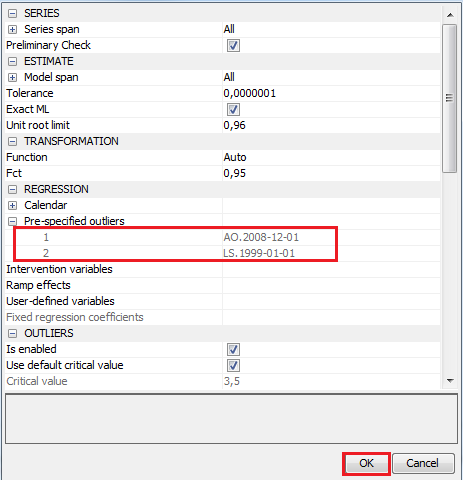 SERIES
Series span All
Preliminary Check
ESTIMATE
Model span All
Tolerance 0,0000001
Exact ML
Unit root limit 0,96
TRANSFORMATION
Function Auto
Fct 0,95
REGRESSION
Calendar
Pre-specified outliers
1 AO.2008-12-01
2 LS.1999-01-01
Intervention variables
Ramp effects
User-defined variables
Fixed regression coefficients
OUTLIERS
Is enabled
Use default critical value
Critical value 3,5
OK Cancel